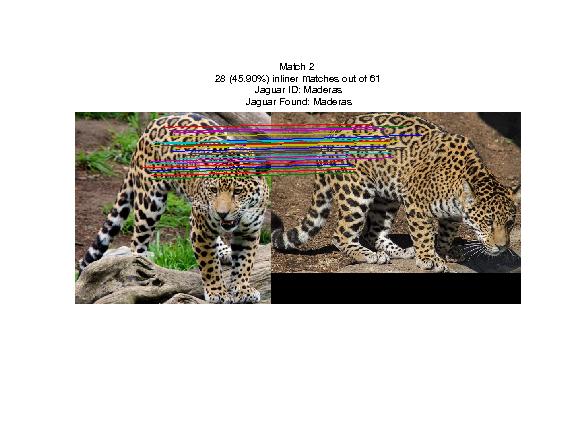 Match 2
28 (45.90%) inliner matches out of 61
Jaguar ID: Maderas
Jaguar Found: Maderas